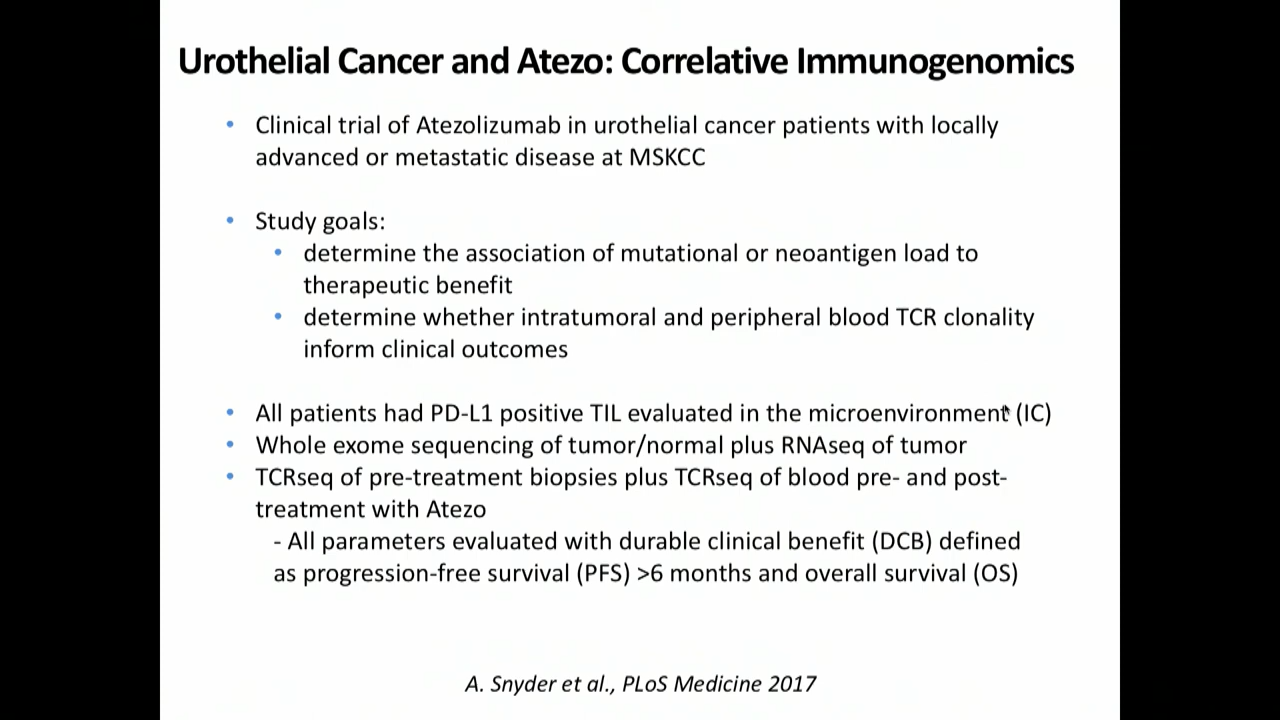 Urothelial Cancer and Atezo: Correlative Immunogenomics
• Clinical trial of Atezolizumab in urothelial cancer patients with locally
advanced or metastatic disease at MSKCC
• Study goals:
• determine the association of mutational or neoantigen load to
therapeutic benefit
• determine whether intratumoral and peripheral blood TCR clonality
inform clinical outcomes
• All patients had PD-L1 positive TIL evaluated in the microenvironment (IC)
• Whole exome sequencing of tumor/normal plus RNAseq of tumor
• TCRseq of pre-treatment biopsies plus TCRseq of blood pre- and post-
treatment with Atezo
- All parameters evaluated with durable clinical benefit (DCB) defined
as progression-free survival (PFS) >6 months and overall survival (OS)
A. Snyder et al., PLoS Medicine 2017